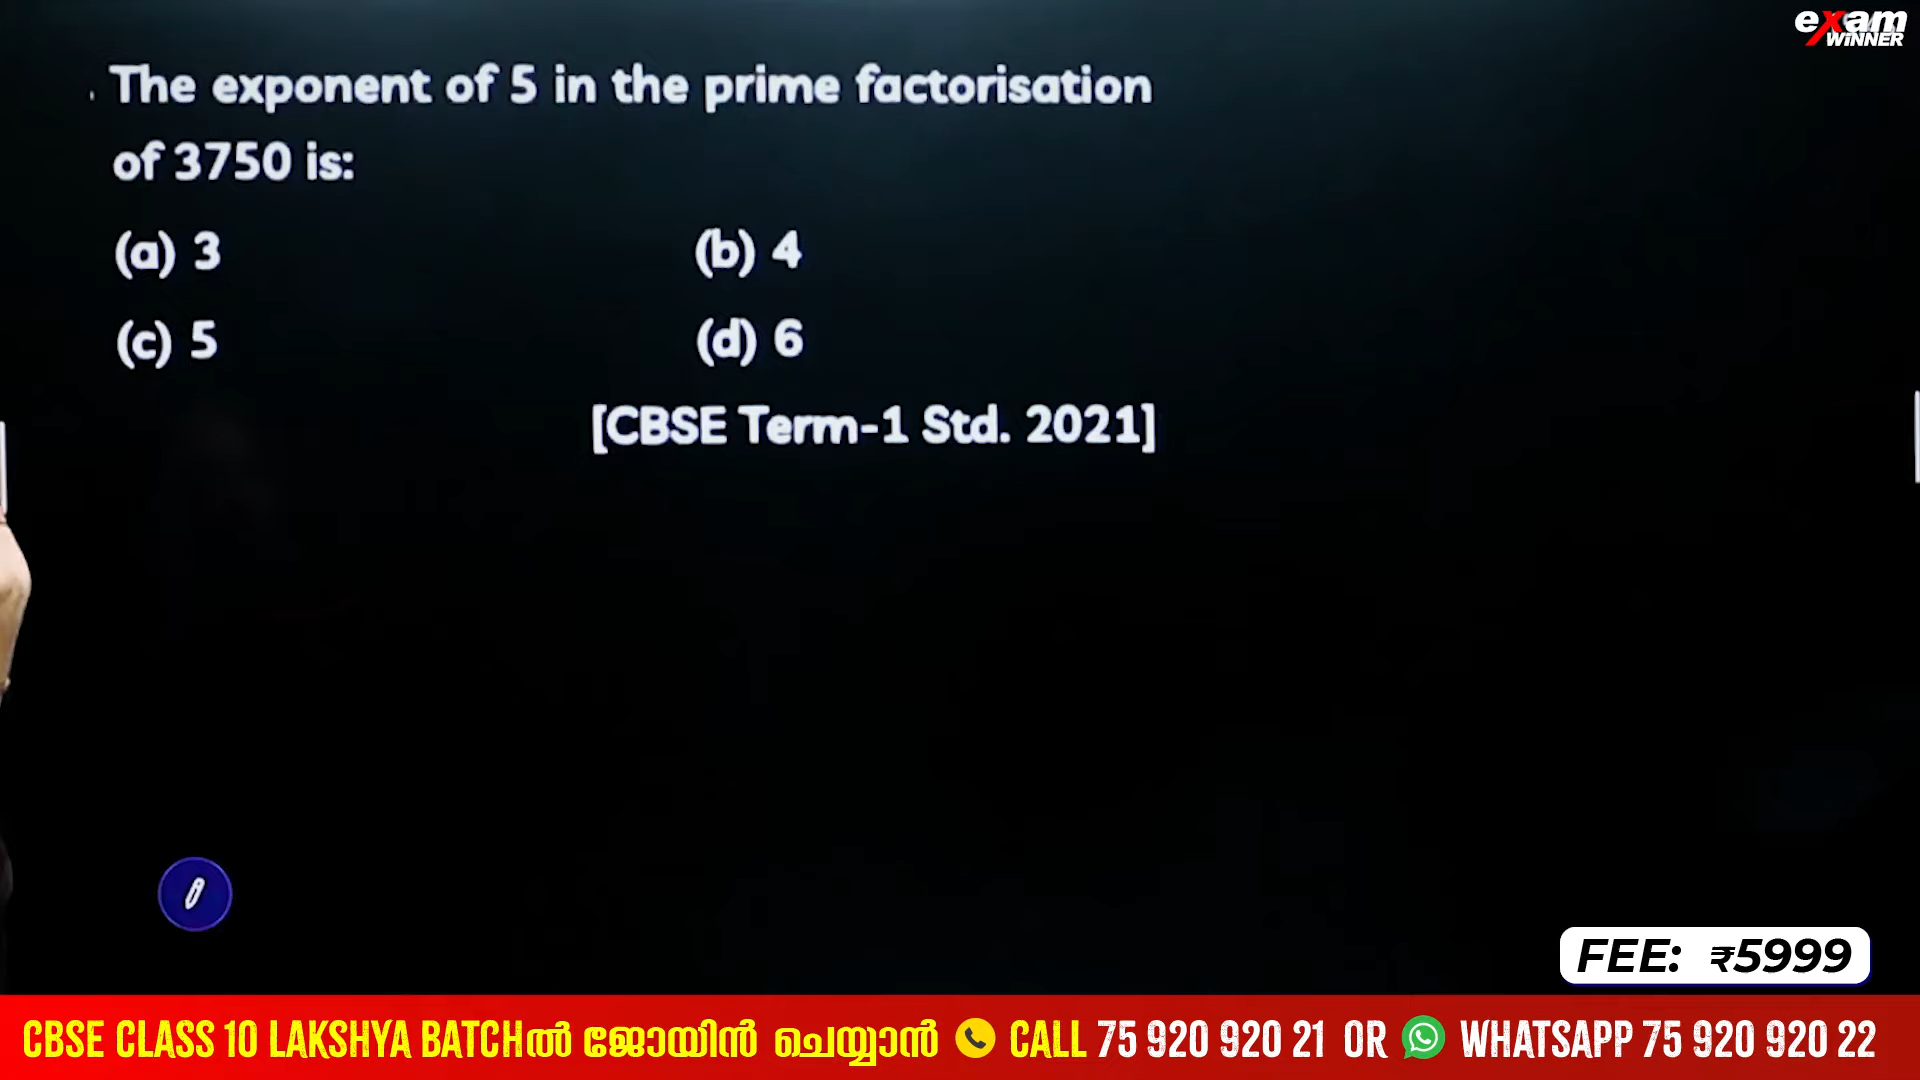 exam
WINNER
The exponent of 5 in the prime factorisation
of 3750 is:
(a) 3
(b) 4
(c) 5
(d) 6
[CBSE Term-1 Std. 2021]
FEE: ₹5999
CBSE CLASS 10 LAKSHYA BATCHൽ ജോയിൻ ചെയ്യാൻ CALL 75 920 920 21 OR WHATSAPP 75 920 920 22